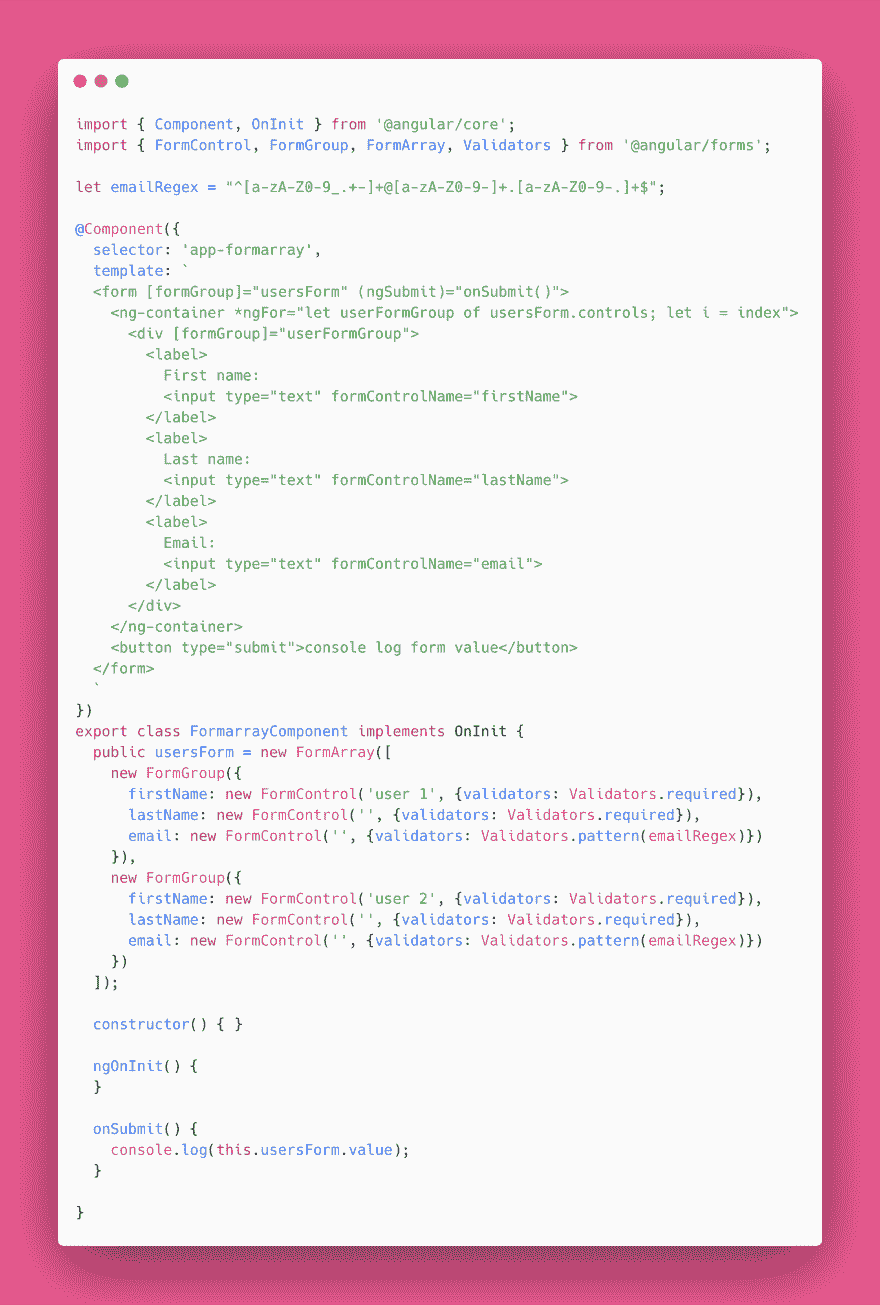 import { Component, OnInit } from '@angular/core';
import { FormControl, FormGroup, FormArray, Validators } from '@angular/forms';
let emailRegex = "^[a-zA-Z0-9_.+-]+@[a-zA-Z0-9-]+.[a-zA-Z0-9-.]+$";
@Component({
  selector: 'app-formarray',
  template: `
  <form [formGroup]="usersForm" (ngSubmit)="onSubmit()">
    <ng-container *ngFor="let userFormGroup of usersForm.controls; let i = index">
      <div [formGroup]="userFormGroup">
        <label>
          First name:
          <input type="text" formControlName="firstName">
        </label>
        <label>
          Last name:
          <input type="text" formControlName="lastName">
        </label>
        <label>
          Email:
          <input type="text" formControlName="email">
        </label>
      </div>
    </ng-container>
    <button type="submit">console log form value</button>
  </form>
  `
})
export class FormarrayComponent implements OnInit {
  public usersForm = new FormArray([
    new FormGroup({
      firstName: new FormControl('user 1', {validators: Validators.required}),
      lastName: new FormControl('', {validators: Validators.required}),
      email: new FormControl('', {validators: Validators.pattern(emailRegex)})
    }),
    new FormGroup({
      firstName: new FormControl('user 2', {validators: Validators.required}),
      lastName: new FormControl('', {validators: Validators.required}),
      email: new FormControl('', {validators: Validators.pattern(emailRegex)})
    })
  ]);
  constructor() { }
  ngOnInit() {
  }
  onSubmit() {
    console.log(this.usersForm.value);
  }
}